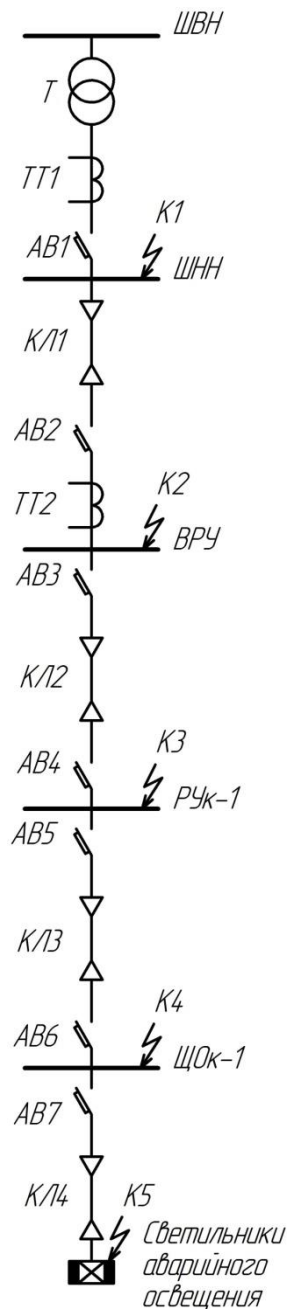 ШВН
Т
ТТ1
К1
АВ1
ШНН
КЛ1
АВ2
К2
ТТ2
ВРУ
АВ3
КЛ2
К3
АВ4
РУк-1
АВ5
КЛ3
К4
АВ6
ЩОк-1
АВ7
КЛ4
К5
Светильники
аварийного
освещения